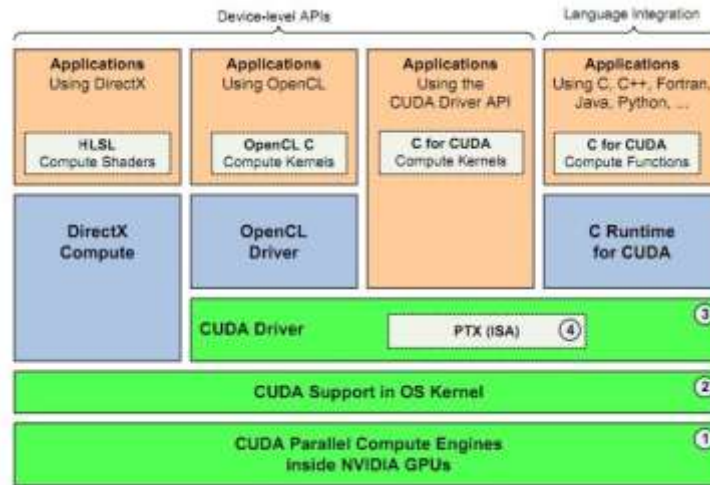 Device-level APIs
Language Integration
Applications
Using DirectX
HLSL
Compute Shaders
Applications
Using OpenCL
OpenCL C
Compute Kernels
Applications
Using the
CUDA Driver API
C for CUDA
Compute Kernels
Applications
Using C, C++, Fortran,
Java, Python, ...
C for CUDA
Compute Functions
DirectX
Compute
OpenCL
Driver
C Runtime
for CUDA
CUDA Driver
PTX (ISA)
4
3
CUDA Support in OS Kernel
2
CUDA Parallel Compute Engines
inside NVIDIA GPUs
1